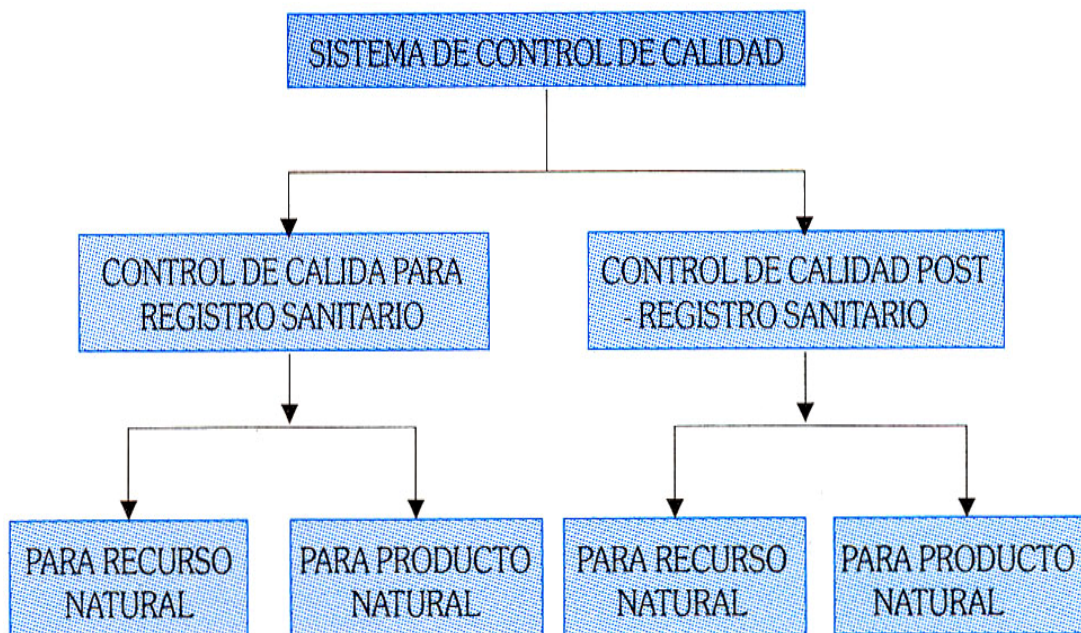 SISTEMA DE CONTROL DE CALIDAD
CONTROL DE CALIDA PARA
REGISTRO SANITARIO
CONTROL DE CALIDAD POST
- REGISTRO SANITARIO
PARA RECURSO
NATURAL
PARA PRODUCTO
NATURAL
PARA RECURSO
NATURAL
PARA PRODUCTO
NATURAL